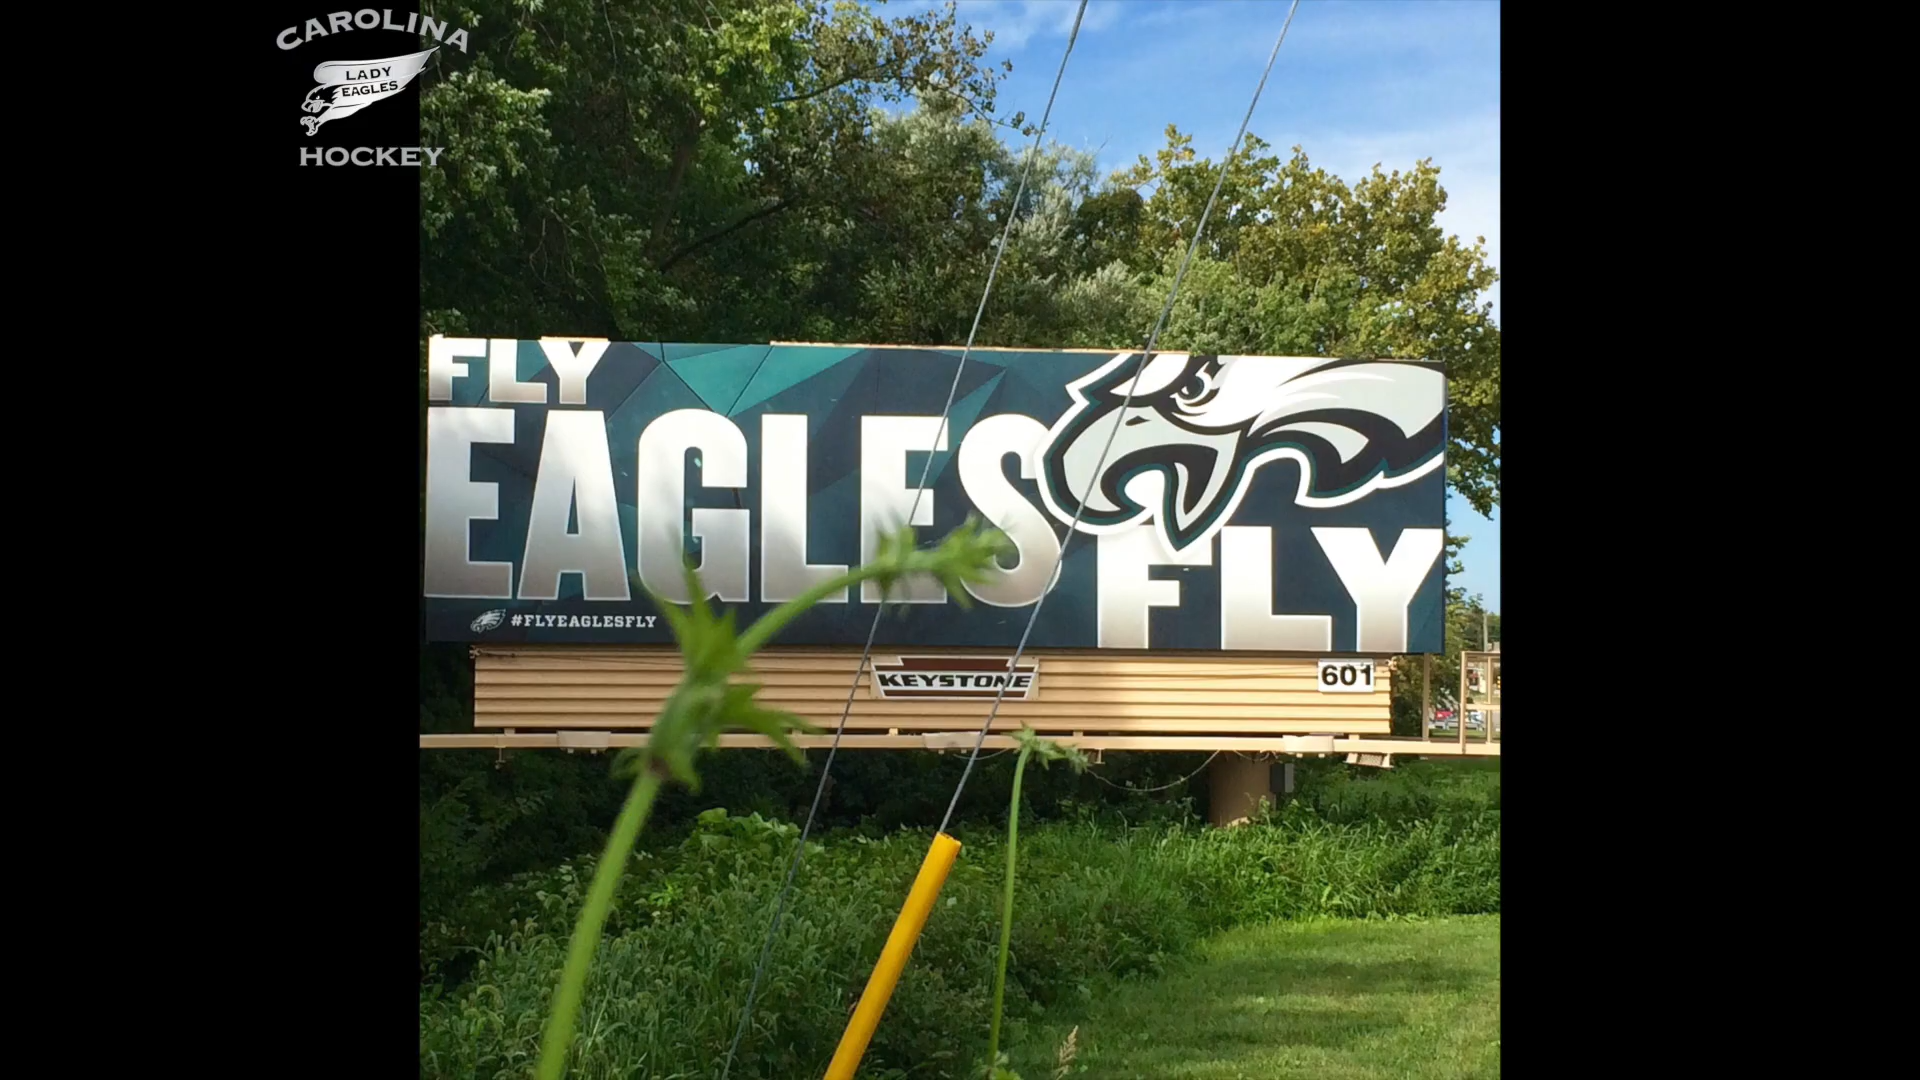 CAROLINA
LADY
EAGLES
HOCKEY
FLY
EAGLES
FLY
#FLYEAGLESFLY
KEYSTONE
601